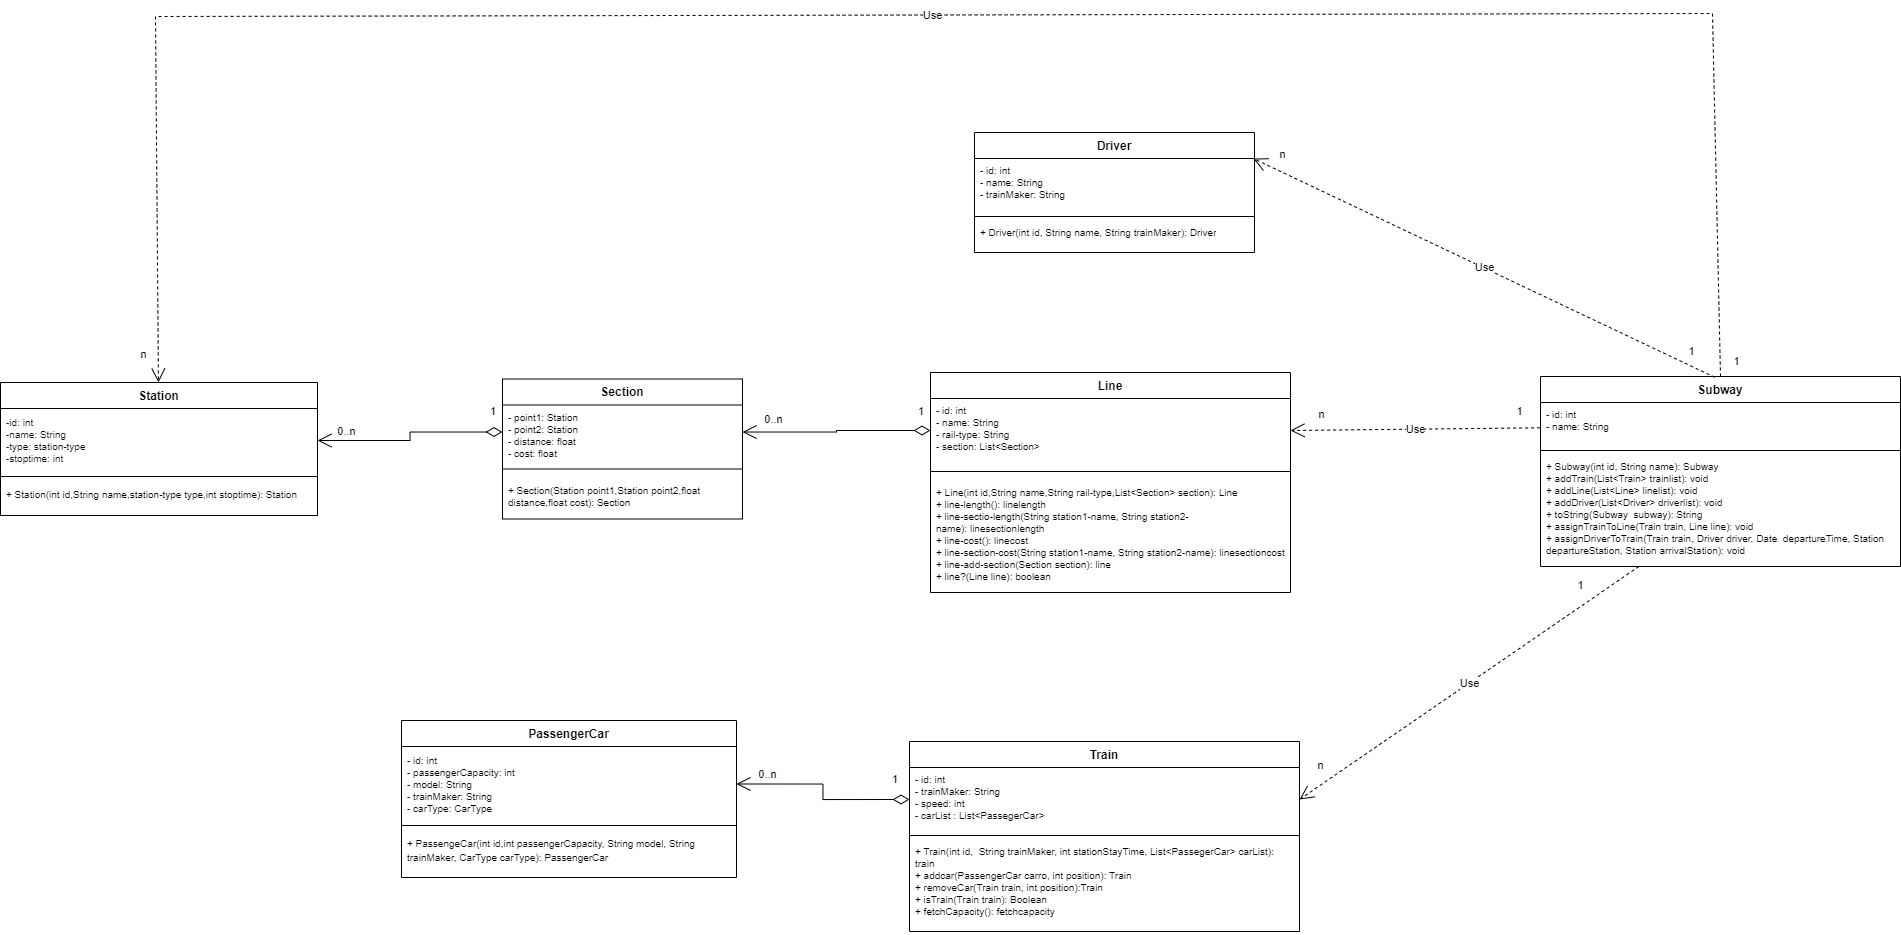 Use
Driver
- id: int
- name: String
- trainMaker: String
+ Driver(int id, String name, String trainMaker): Driver
n
Use
1
1
n
Station
-id: int
-name: String
-type: station-type
-stoptime: int
+ Station(int id,String name,station-type type,int stoptime): Station
0..n
1
Section
- point1: Station
- point2: Station
- distance: float
- cost: float
+ Section(Station point1,Station point2,float
distance,float cost): Section
0..n
1
Line
- id: int
- name: String
- rail-type: String
- section: List<Section>
+ Line(int id,String name,String rail-type,List<Section> section): Line
+ line-length(): linelength
+ line-sectio-length(String station1-name, String station2-
name): linesectionlength
+ line-cost(): linecost
+ line-section-cost(String station1-name, String station2-name): linesectioncost
+ line-add-section(Section section): line
+ line?(Line line): boolean
n
Use
1
Subway
- id: int
- name: String
+ Subway(int id, String name): Subway
+ addTrain(List<Train> trainlist): void
+ addLine(List<Line> linelist): void
+ addDriver(List<Driver> driverlist): void
+ toString(Subway  subway): String
+ assignTrainToLine(Train train, Line line): void
+ assignDriverToTrain(Train train, Driver driver, Date  departureTime, Station
departureStation, Station arrivalStation): void
1
Use
n
PassengerCar
- id: int
- passengerCapacity: int
- model: String
- trainMaker: String
- carType: CarType
+ PassengeCar(int id,int passengerCapacity, String model, String
trainMaker, CarType carType): PassengerCar
0..n
1
Train
- id: int
- trainMaker: String
- speed: int
- carList : List<PassegerCar>
+ Train(int id,  String trainMaker, int stationStayTime, List<PassegerCar> carList):
train
+ addcar(PassengerCar carro, int position): Train
+ removeCar(Train train, int position):Train
+ isTrain(Train train): Boolean
+ fetchCapacity(): fetchcapacity